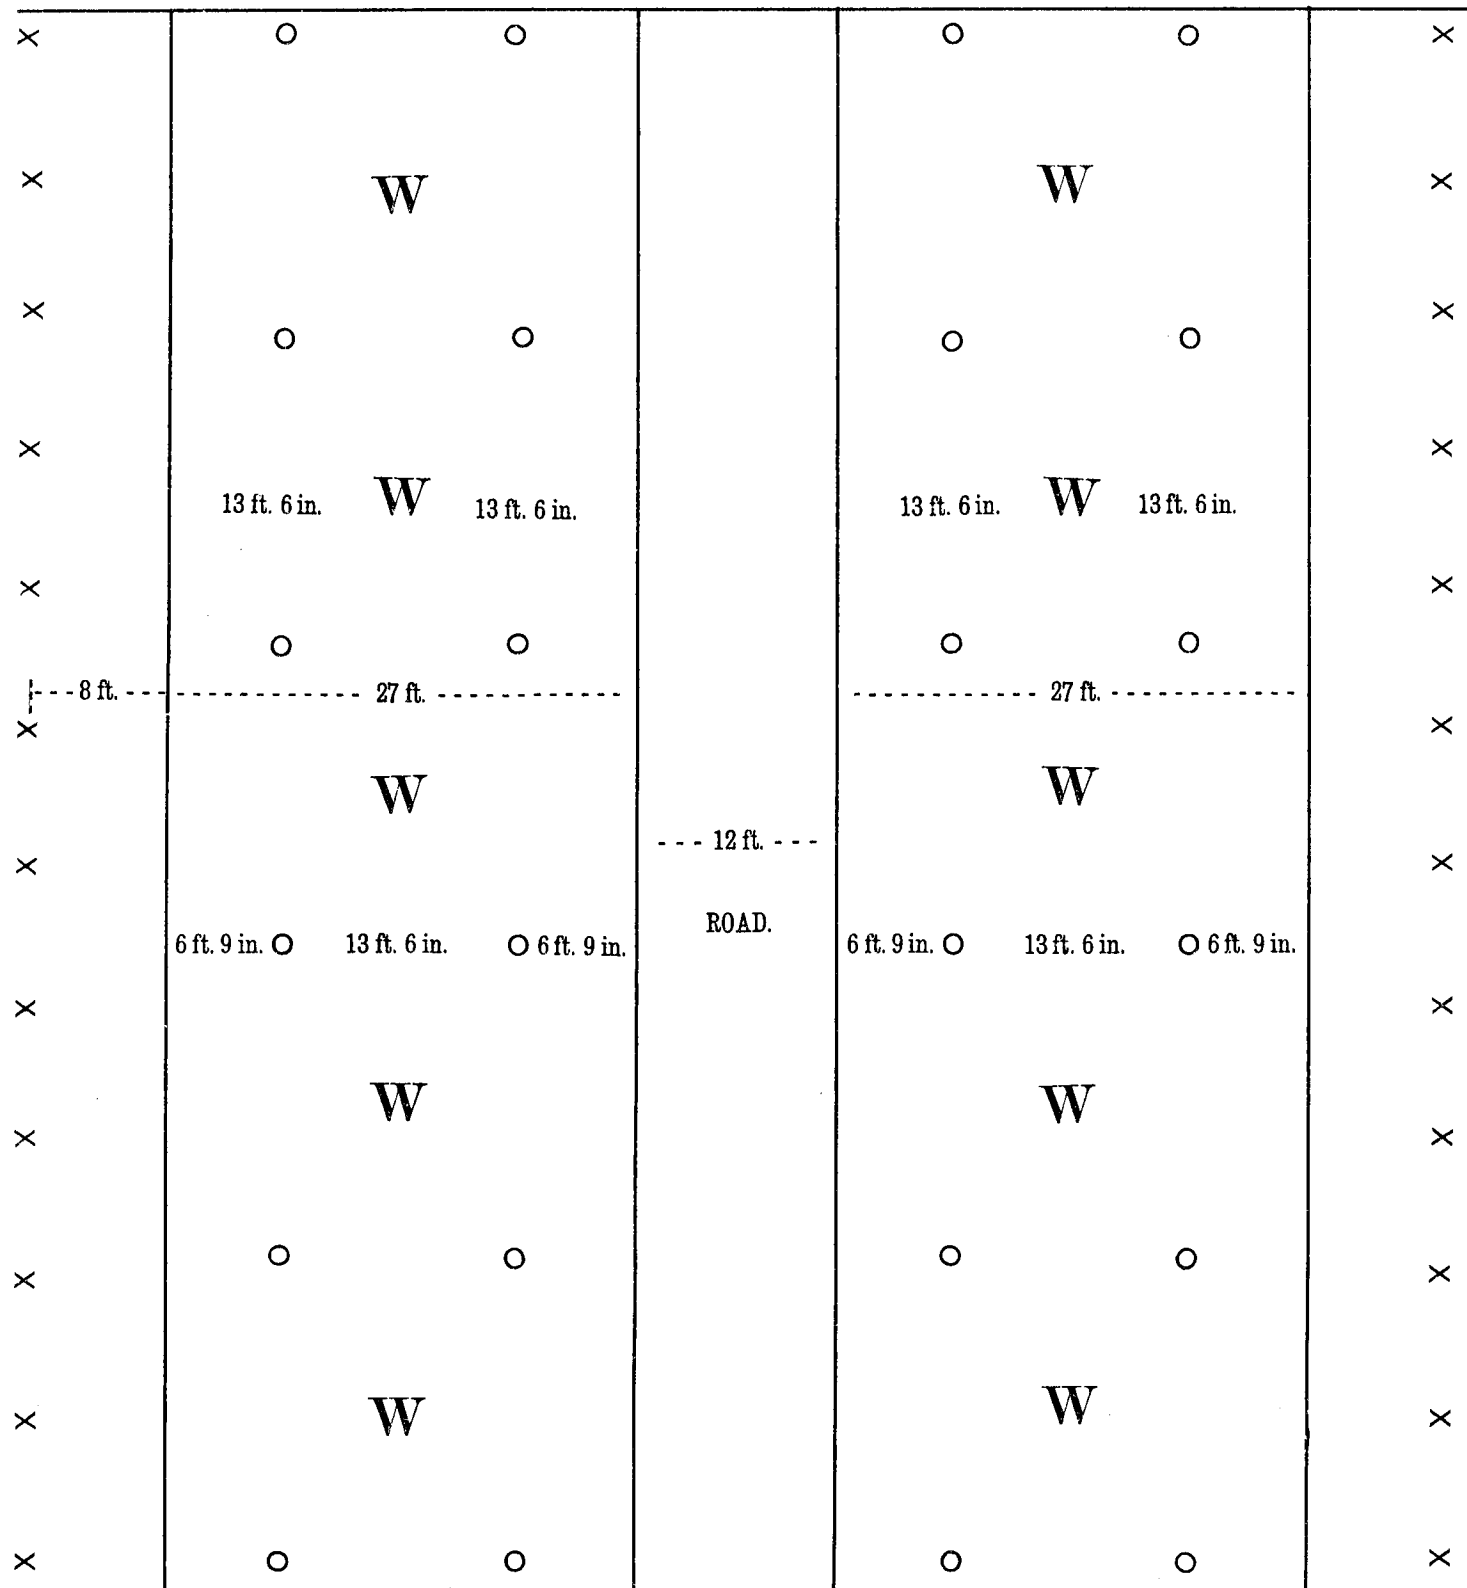 X O O O O X
X W W X
X X
O O O O
X X
13 ft. 6 in. W 13 ft. 6 in. 13 ft. 6 in. W 13 ft. 6 in.
X X
O O O O
8 ft. 27 ft. 27 ft.
X X
W W
12 ft.
X X
ROAD.
6 ft. 9 in. O 13 ft. 6 in. O 6 ft. 9 in. 6 ft. 9 in. O 13 ft. 6 in. O 6 ft. 9 in.
X X
W W
X X
O O O O
X X
W W
X X
X O O O O X